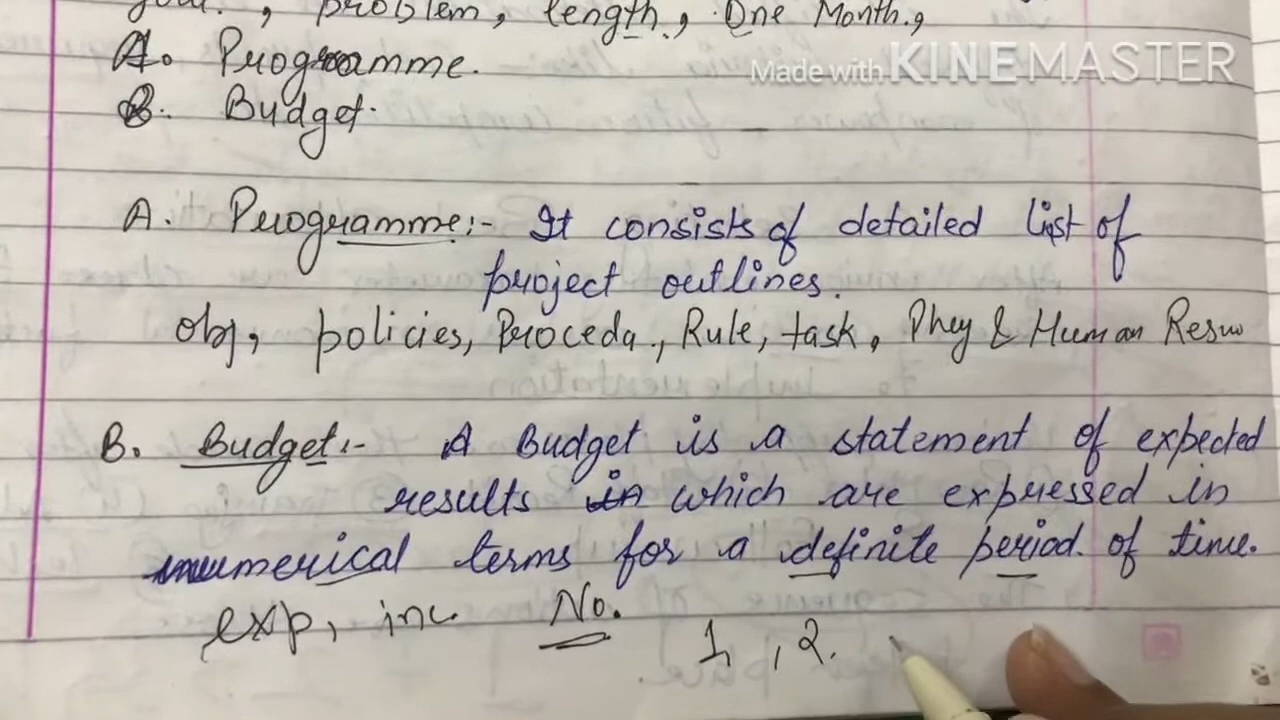 goal. , problem, length., One Month.,
A. Programme.
Made with KINEMASTER
B. Budget.
A. Programme:- It consists of detailed list of
project outlines.
obj, policies, Proceda., Rule, task, Phey & Human Resu
B. Budget:- A Budget is a statement of expected
results in which are expressed in
numerical terms for a definite period of time.
exp, inc No.
1, 2.